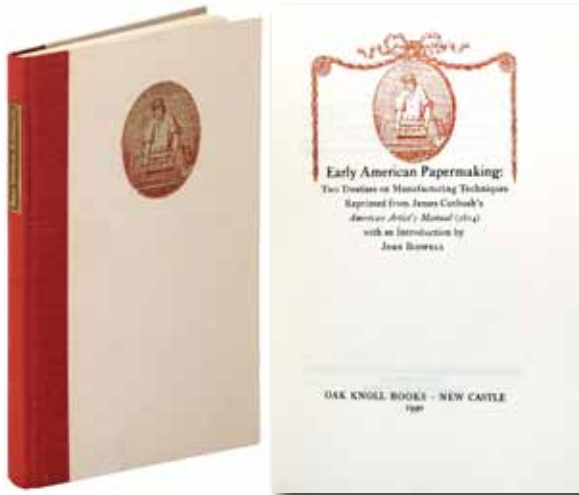 Early American Papermaking:
Two Treatises on Manufacturing Techniques
Reprinted from James Cutbush's
American Artist's Manual (1814)
with an Introduction by
JOHN BIDWELL
OAK KNOLL BOOKS · NEW CASTLE
1990